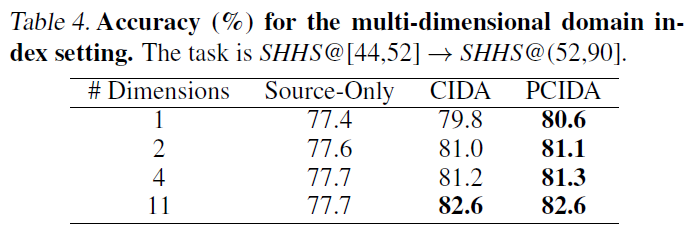 Table 4. Accuracy (%) for the multi-dimensional domain in-
dex setting. The task is SHHS@[44,52] → SHHS@(52,90].
# Dimensions Source-Only CIDA PCIDA
1 77.4 79.8 80.6
2 77.6 81.0 81.1
4 77.7 81.2 81.3
11 77.7 82.6 82.6